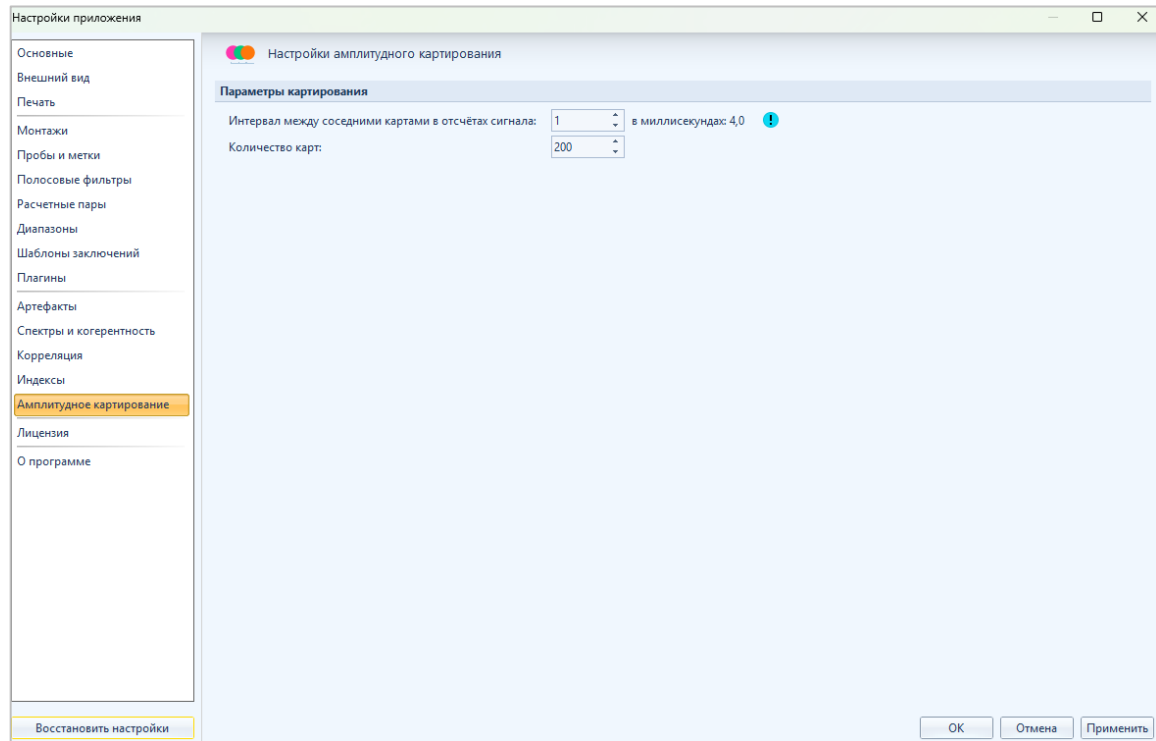 Настройки приложения
Основные
Внешний вид
Печать
Монтажи
Пробы и метки
Полосовые фильтры
Расчетные пары
Диапазоны
Шаблоны заключений
Плагины
Артефакты
Спектры и когерентность
Корреляция
Индексы
Амплитудное картирование
Лицензия
О программе
Восстановить настройки
Настройки амплитудного картирования
Параметры картирования
Интервал между соседними картами в отсчётах сигнала: 1 в миллисекундах: 4,0
Количество карт: 200
ОК Отмена Применить